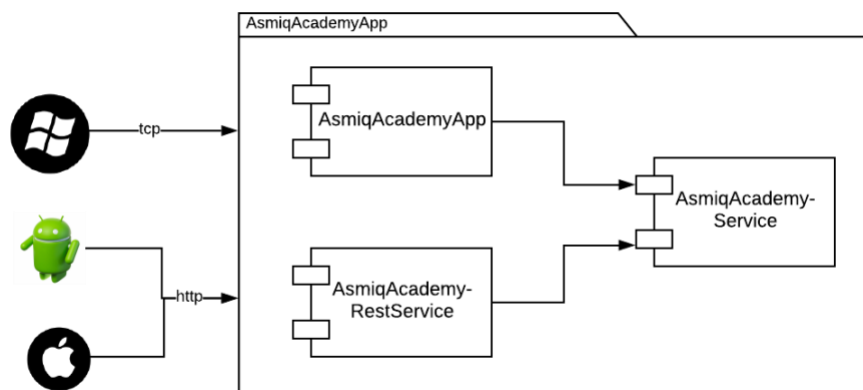 AsmiqAcademyApp
tcp
AsmiqAcademyApp
AsmiqAcademy-
Service
http
AsmiqAcademy-
RestService